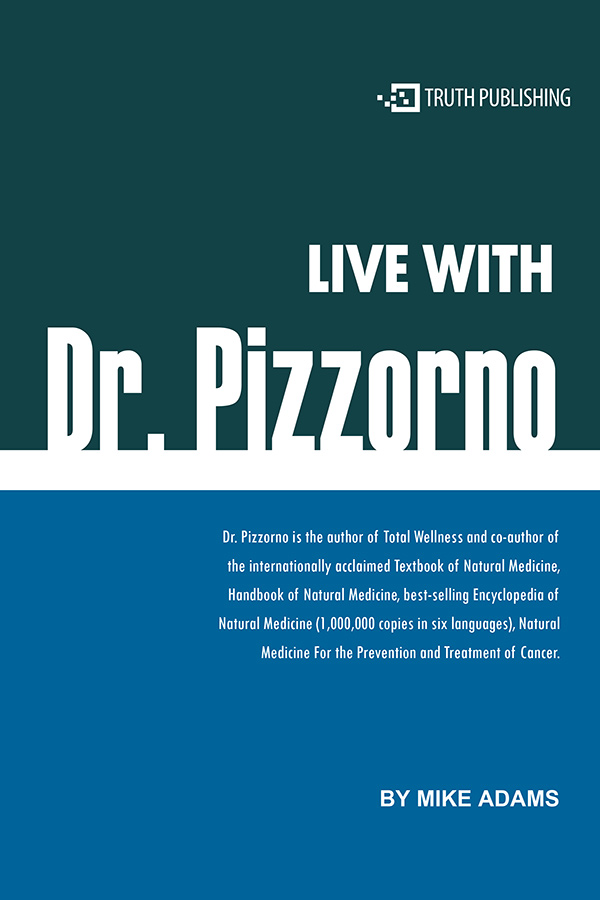 TRUTH PUBLISHING
LIVE WITH
Dr. Pizzorno
Dr. Pizzorno is the author of Total Wellness and co-author of
the internationally acclaimed Textbook of Natural Medicine,
Handbook of Natural Medicine, best-selling Encyclopedia of
Natural Medicine (1,000,000 copies in six languages), Natural
Medicine For the Prevention and Treatment of Cancer.
BY MIKE ADAMS